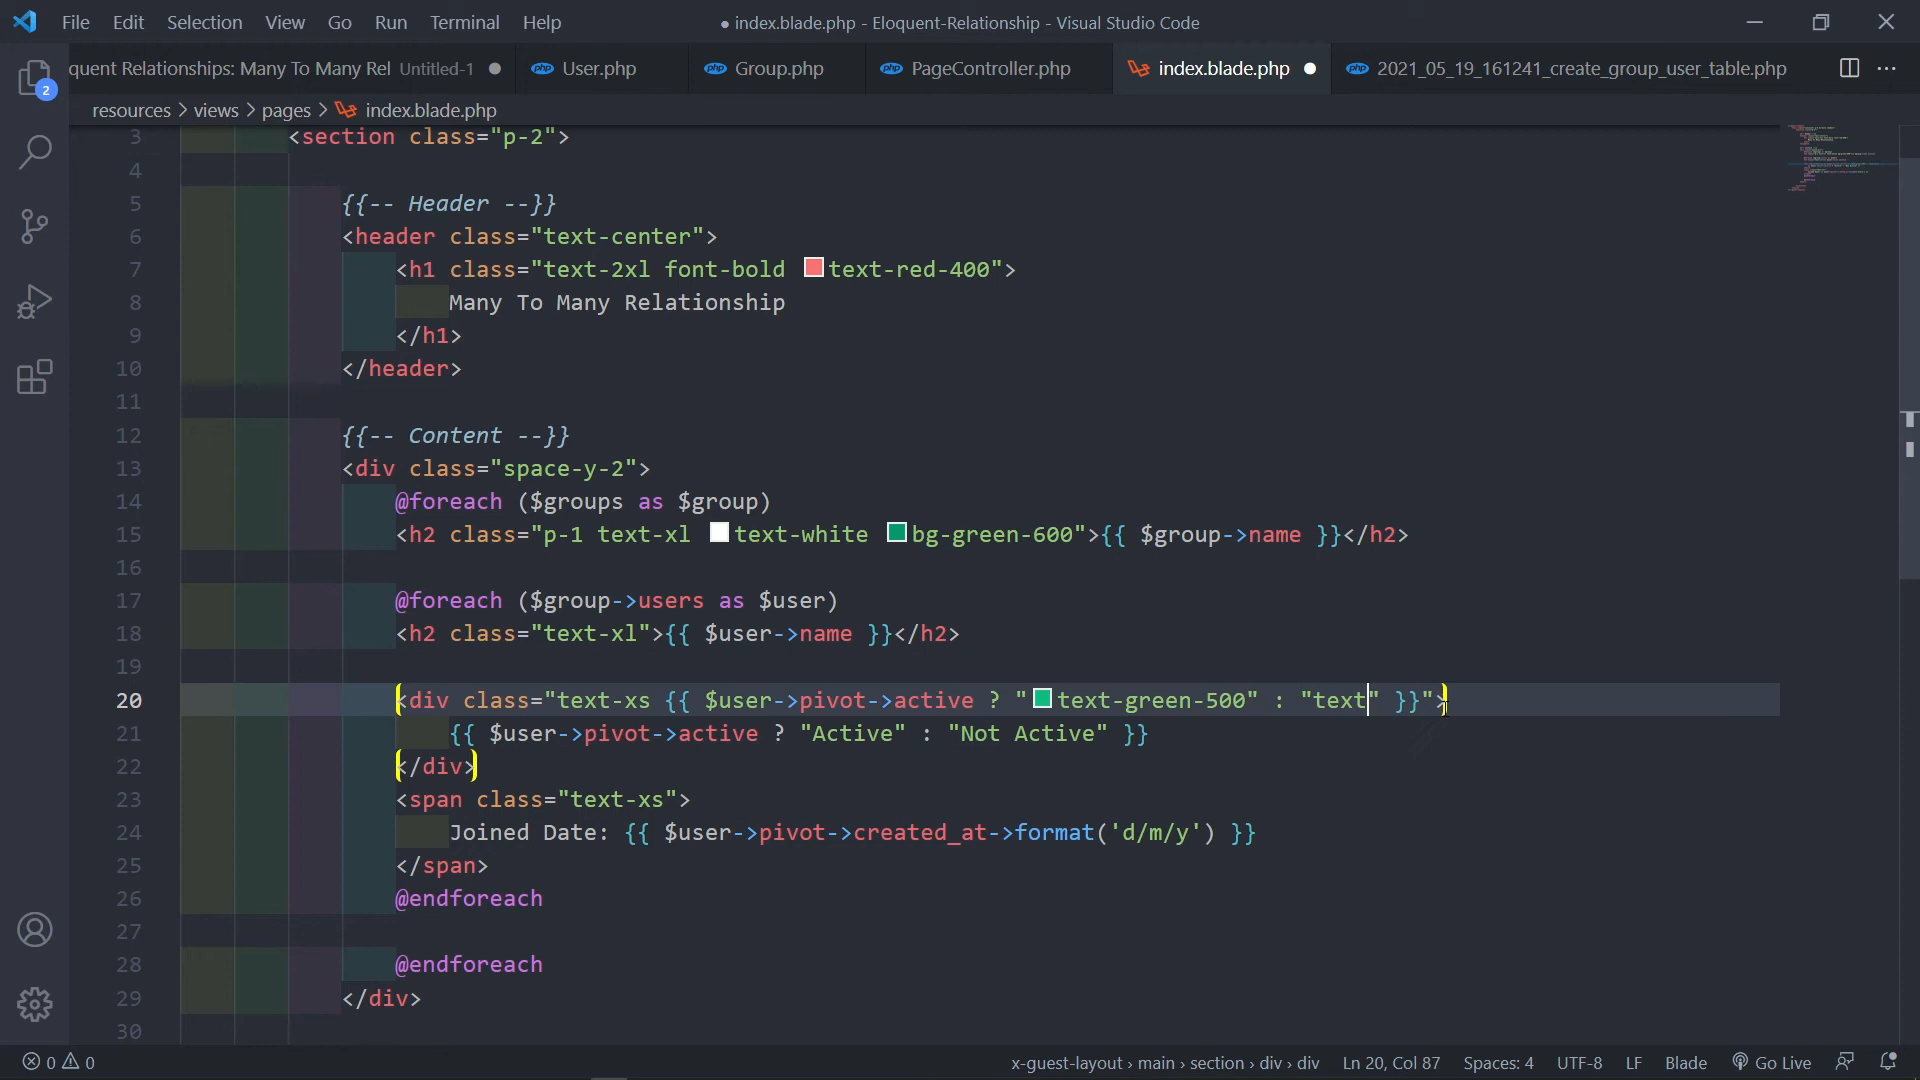 File Edit Selection View Go Run Terminal Help
● index.blade.php - Eloquent-Relationship - Visual Studio Code
quent Relationships: Many To Many Rel Untitled-1 ● User.php Group.php PageController.php index.blade.php ● 2021_05_19_161241_create_group_user_table.php
2
resources > views > pages > index.blade.php
3 <section class="p-2">
4
5 {{-- Header --}}
6 <header class="text-center">
7 <h1 class="text-2xl font-bold text-red-400">
8 Many To Many Relationship
9 </h1>
10 </header>
11
12 {{-- Content --}}
13 <div class="space-y-2">
14 @foreach ($groups as $group)
15 <h2 class="p-1 text-xl text-white bg-green-600">{{ $group->name }}</h2>
16
17 @foreach ($group->users as $user)
18 <h2 class="text-xl">{{ $user->name }}</h2>
19
20 <div class="text-xs {{ $user->pivot->active ? "text-green-500" : "text" }}">
21 {{ $user->pivot->active ? "Active" : "Not Active" }}
22 </div>
23 <span class="text-xs">
24 Joined Date: {{ $user->pivot->created_at->format('d/m/y') }}
25 </span>
26 @endforeach
27
28 @endforeach
29 </div>
30
0 0 x-guest-layout › main › section › div › div Ln 20, Col 87 Spaces: 4 UTF-8 LF Blade Go Live